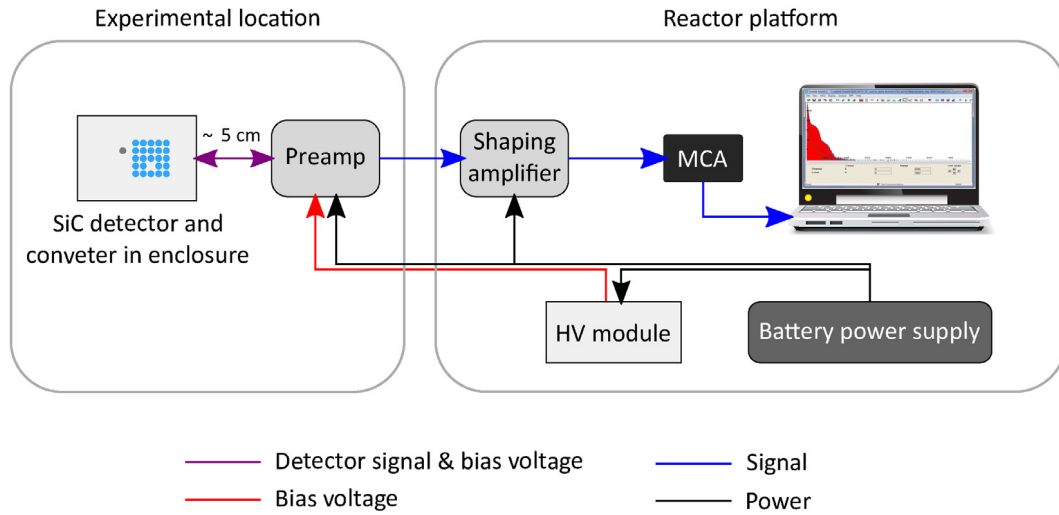 Experimental location
Reactor platform
~ 5 cm
Preamp
Shaping
amplifier
MCA
SiC detector and
conveter in enclosure
HV module
Battery power supply
Detector signal & bias voltage
Signal
Bias voltage
Power